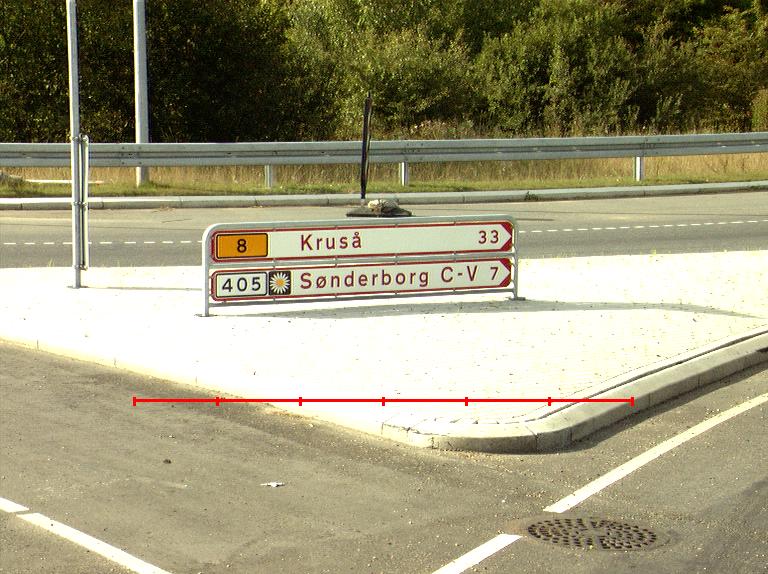 8 Kruså 33
405 Sønderborg C-V 7